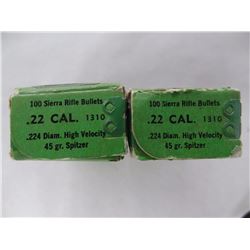 100 Sierra Rifle Bullets
.22 CAL. 1310
.224 Diam. High Velocity
45 gr. Spitzer
100 Sierra Rifle Bullets
.22 CAL. 1310
.224 Diam. High Velocity
45 gr. Spitzer